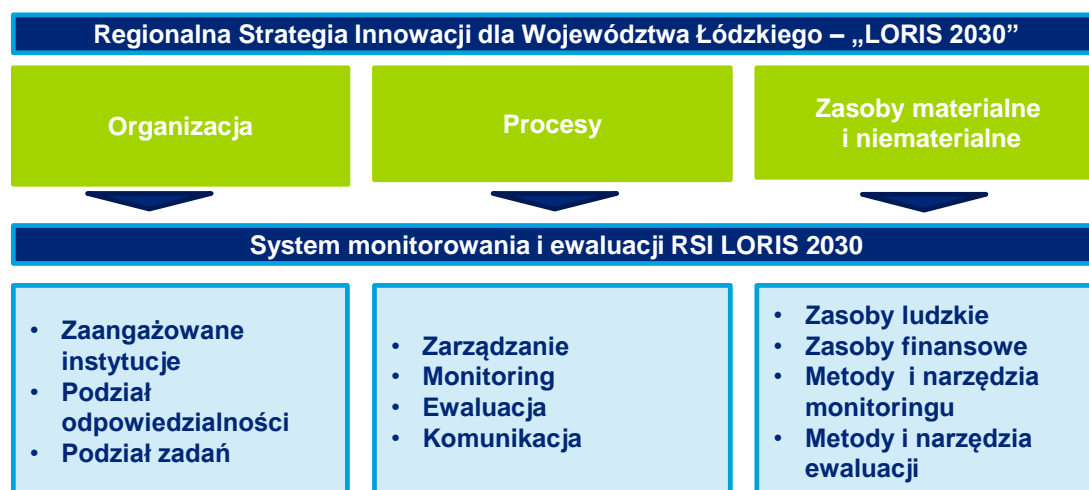 Regionalna Strategia Innowacji dla Województwa Łódzkiego – „LORIS 2030”
Organizacja
Procesy
Zasoby materialne
i niematerialne
System monitorowania i ewaluacji RSI LORIS 2030
• Zaangażowane
instytucje
• Podział
odpowiedzialności
• Podział zadań
• Zarządzanie
• Monitoring
• Ewaluacja
• Komunikacja
• Zasoby ludzkie
• Zasoby finansowe
• Metody i narzędzia
monitoringu
• Metody i narzędzia
ewaluacji